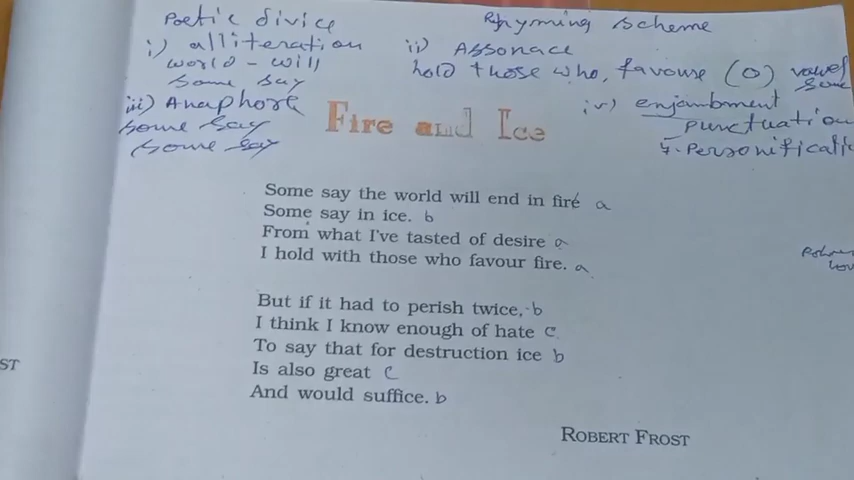 Poetic divice
Rhyming scheme
i) alliteration
ii) Assonace
world - will
hold those who, favouse (o) vowel
some say
iii) Anaphore
iv) enjambment
some say
Punctuation
some say
Personificati
Fire and Ice
Some say the world will end in fire a
Some say in ice. b
From what I've tasted of desire a
I hold with those who favour fire. a
But if it had to perish twice, - b
I think I know enough of hate c
To say that for destruction ice b
Is also great c
And would suffice. b
ST
ROBERT FROST